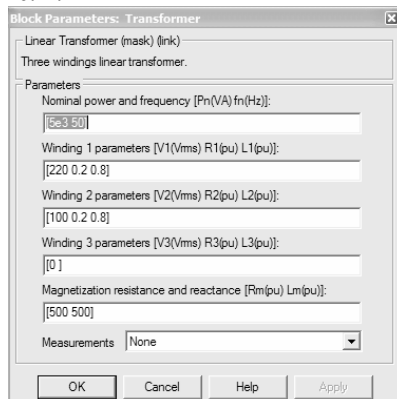 Block Parameters: Transformer
Linear Transformer (mask) (link)
Three windings linear transformer.
Parameters
Nominal power and frequency [Pn(VA) fn(Hz)]:
[5e3 50]
Winding 1 parameters [V1(Vrms) R1(pu) L1(pu)]:
[220 0.2 0.8]
Winding 2 parameters [V2(Vrms) R2(pu) L2(pu)]:
[100 0.2 0.8]
Winding 3 parameters [V3(Vrms) R3(pu) L3(pu)]:
[0 ]
Magnetization resistance and reactance [Rm(pu) Lm(pu)]:
[500 500]
Measurements None
OK Cancel Help Apply